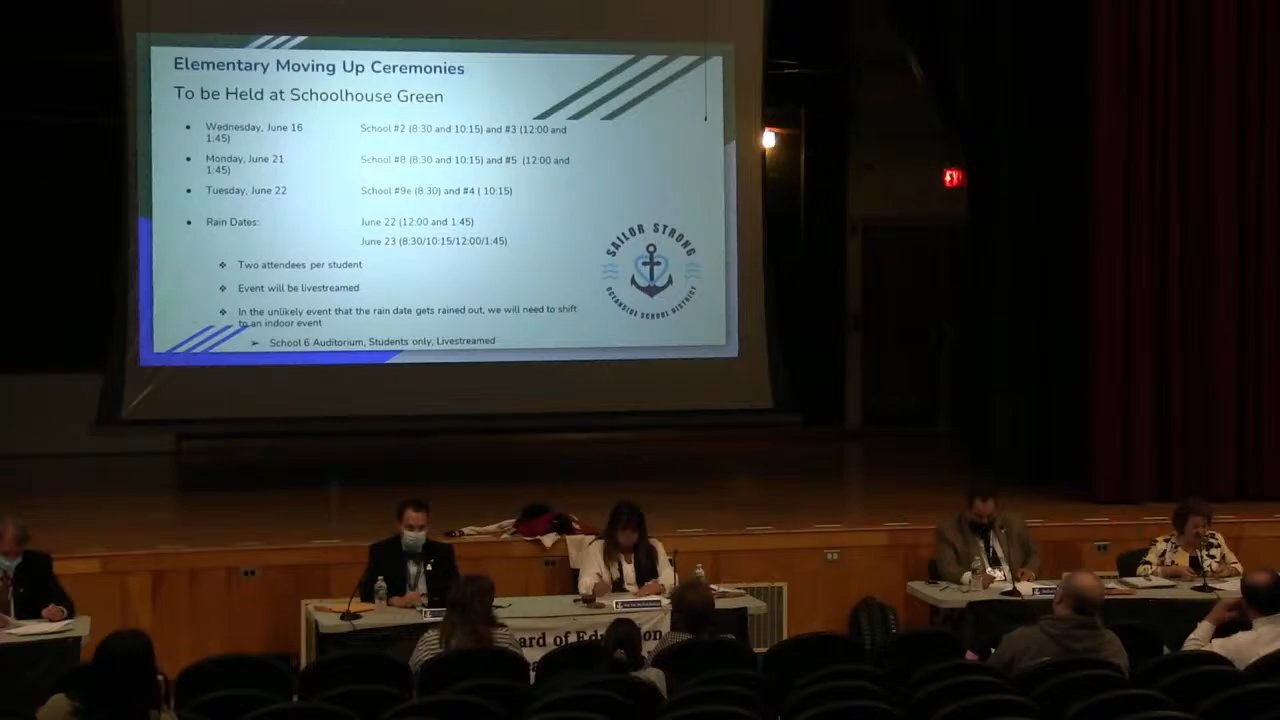 Elementary Moving Up Ceremonies
To be Held at Schoolhouse Green
Wednesday, June 16 School #2 (8:30 and 10:15) and #3 (12:00 and
1:45)
Monday, June 21 School #8 (8:30 and 10:15) and #5 (12:00 and
1:45)
Tuesday, June 22 School #9e (8:30) and #4 ( 10:15)
Rain Dates: June 22 (12:00 and 1:45)
June 23 (8:30/10:15/12:00/1:45)
Two attendees per student
Event will be livestreamed
In the unlikely event that the rain date gets rained out, we will need to shift
to an indoor event
School 6 Auditorium, Students only, Livestreamed
SAILOR STRONG
OCEANSIDE SCHOOL DISTRICT
EXIT
ard of Ed on